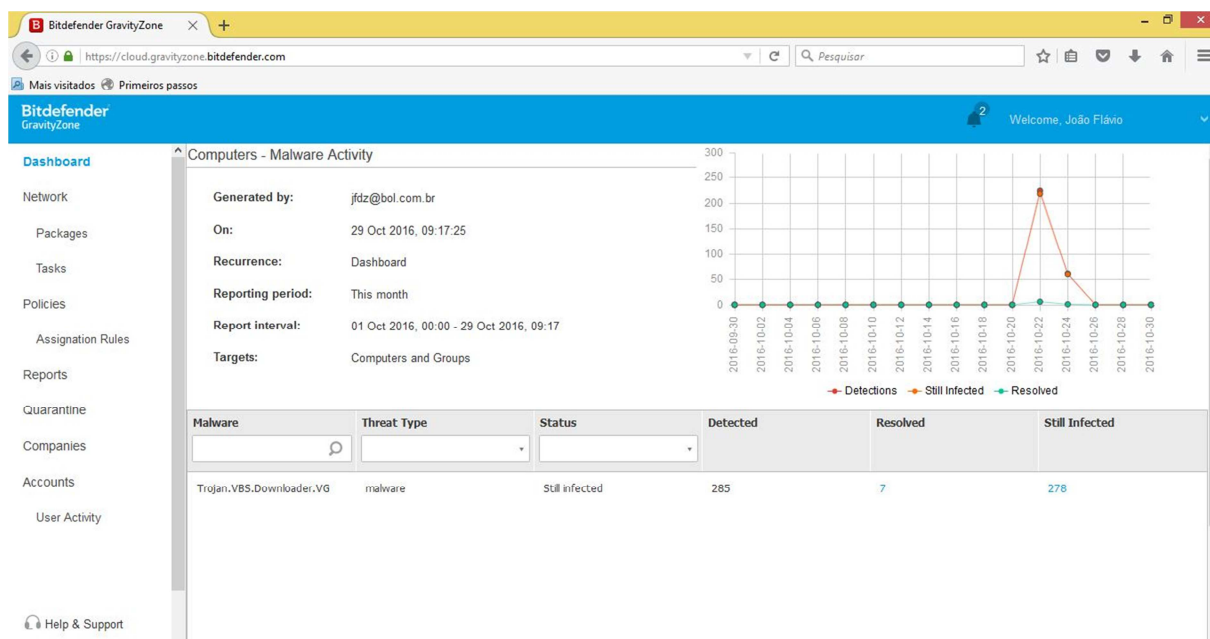 Bitdefender GravityZone
https://cloud.gravityzone.bitdefender.com
Pesquisar
Mais visitados Primeiros passos
Bitdefender
GravityZone
2
Welcome, João Flávio
Dashboard
Network
Packages
Tasks
Policies
Assignation Rules
Reports
Quarantine
Companies
Accounts
User Activity
Help & Support
Computers - Malware Activity
Generated by: jfdz@bol.com.br
On: 29 Oct 2016, 09:17:25
Recurrence: Dashboard
Reporting period: This month
Report interval: 01 Oct 2016, 00:00 - 29 Oct 2016, 09:17
Targets: Computers and Groups
300
250
200
150
100
50
0
2016-09-30
2016-10-02
2016-10-04
2016-10-06
2016-10-08
2016-10-10
2016-10-12
2016-10-14
2016-10-16
2016-10-18
2016-10-20
2016-10-22
2016-10-24
2016-10-26
2016-10-28
2016-10-30
Detections Still Infected Resolved
Malware Threat Type Status Detected Resolved Still Infected
Trojan.VBS.Downloader.VG malware Still infected 285 7 278